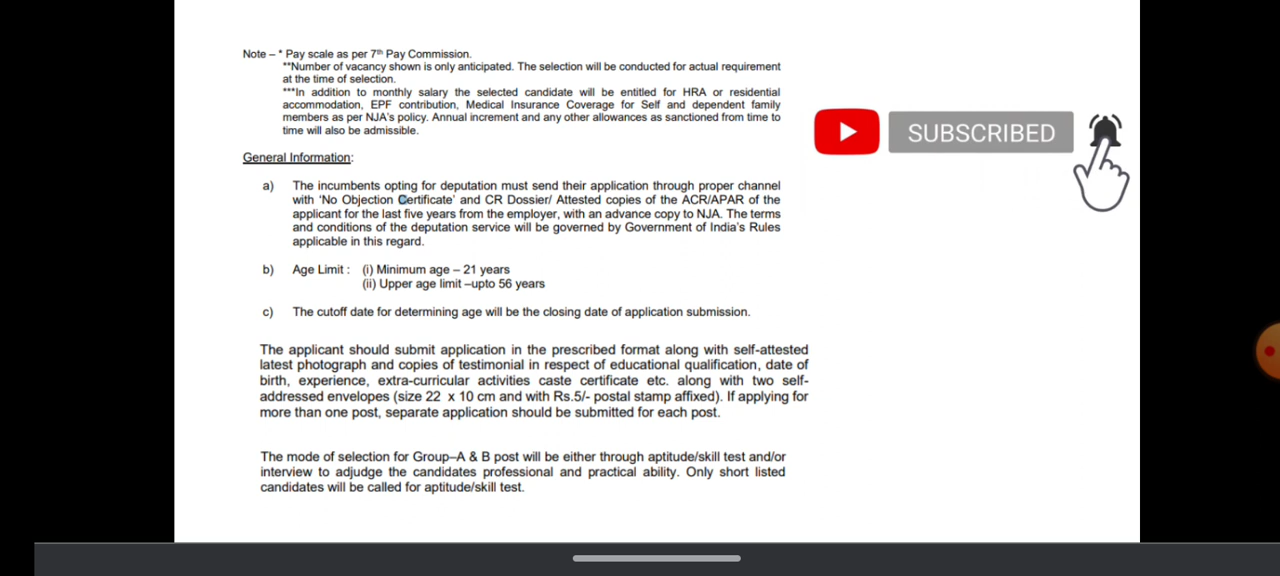 Note – * Pay scale as per 7th Pay Commission.
**Number of vacancy shown is only anticipated. The selection will be conducted for actual requirement
at the time of selection.
***In addition to monthly salary the selected candidate will be entitled for HRA or residential
accommodation, EPF contribution, Medical Insurance Coverage for Self and dependent family
members as per NJA's policy. Annual increment and any other allowances as sanctioned from time to
time will also be admissible.
SUBSCRIBED
General Information:
a) The incumbents opting for deputation must send their application through proper channel
with 'No Objection Certificate' and CR Dossier/ Attested copies of the ACR/APAR of the
applicant for the last five years from the employer, with an advance copy to NJA. The terms
and conditions of the deputation service will be governed by Government of India's Rules
applicable in this regard.
b) Age Limit : (i) Minimum age – 21 years
(ii) Upper age limit –upto 56 years
c) The cutoff date for determining age will be the closing date of application submission.
The applicant should submit application in the prescribed format along with self-attested
latest photograph and copies of testimonial in respect of educational qualification, date of
birth, experience, extra-curricular activities caste certificate etc. along with two self-
addressed envelopes (size 22 x 10 cm and with Rs.5/- postal stamp affixed). If applying for
more than one post, separate application should be submitted for each post.
The mode of selection for Group–A & B post will be either through aptitude/skill test and/or
interview to adjudge the candidates professional and practical ability. Only short listed
candidates will be called for aptitude/skill test.